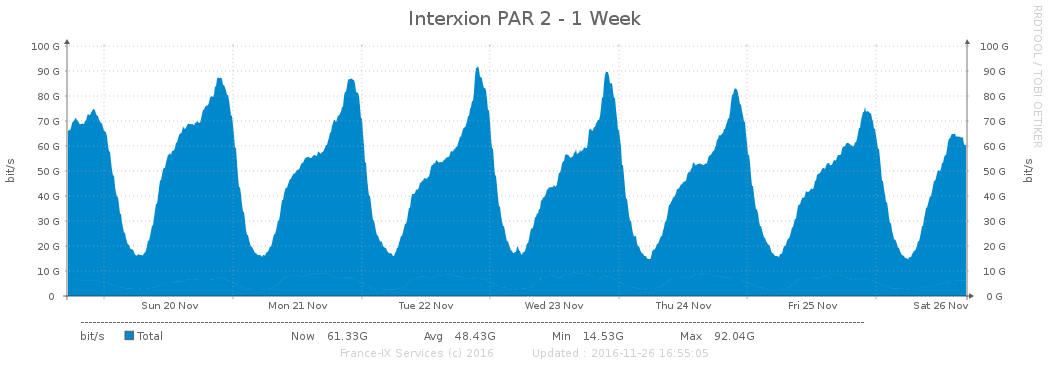 Interxion PAR 2 - 1 Week
RRDTOOL / TOBI OETIKER
100 G 100 G
90 G 90 G
80 G 80 G
70 G 70 G
60 G 60 G
50 G 50 G
40 G 40 G
30 G 30 G
20 G 20 G
10 G 10 G
0 0 G
bit/s bit/s
Sun 20 Nov Mon 21 Nov Tue 22 Nov Wed 23 Nov Thu 24 Nov Fri 25 Nov Sat 26 Nov
bit/s Total Now 61.33G Avg 48.43G Min 14.53G Max 92.04G
France-IX Services (c) 2016 Updated : 2016-11-26 16:55:05